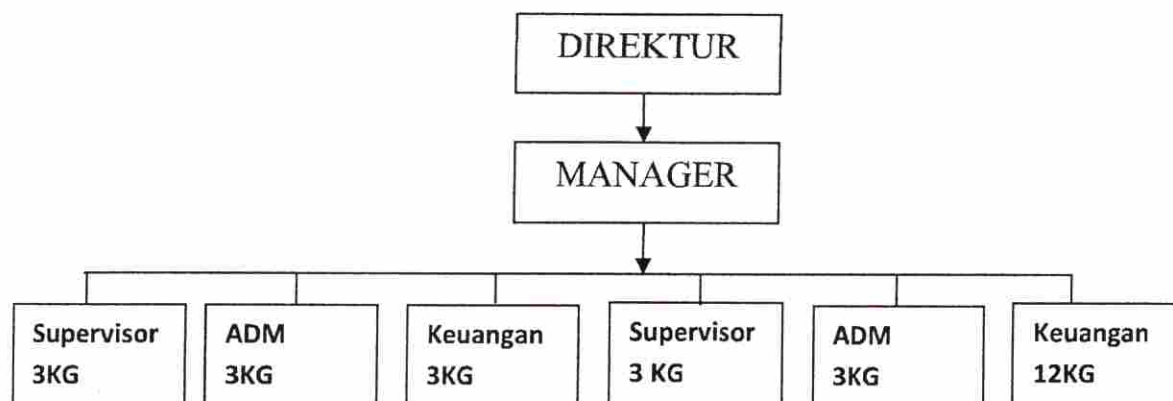 DIREKTUR
MANAGER
Supervisor
3KG
ADM
3KG
Keuangan
3KG
Supervisor
3 KG
ADM
3KG
Keuangan
12KG